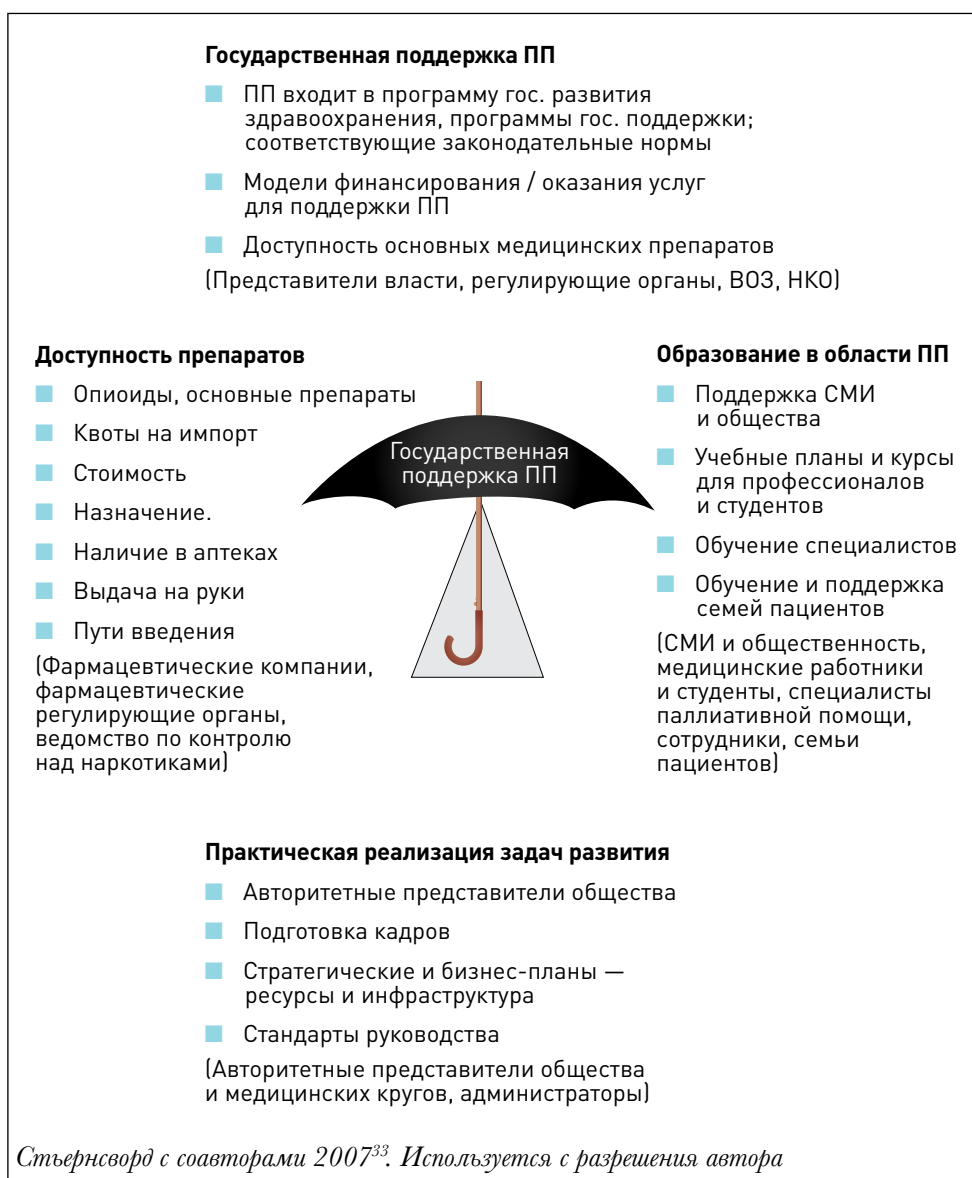 Государственная поддержка ПП
ПП входит в программу гос. развития
здравоохранения, программы гос. поддержки;
соответствующие законодательные нормы
Модели финансирования / оказания услуг
для поддержки ПП
Доступность основных медицинских препаратов
(Представители власти, регулирующие органы, ВОЗ, НКО)
Доступность препаратов
Опиоиды, основные препараты
Квоты на импорт
Стоимость
Назначение.
Наличие в аптеках
Выдача на руки
Пути введения
(Фармацевтические компании,
фармацевтические
регулирующие органы,
ведомство по контролю
над наркотиками)
Государственная
поддержка ПП
Образование в области ПП
Поддержка СМИ
и общества
Учебные планы и курсы
для профессионалов
и студентов
Обучение специалистов
Обучение и поддержка
семей пациентов
(СМИ и общественность,
медицинские работники
и студенты, специалисты
паллиативной помощи,
сотрудники, семьи
пациентов)
Практическая реализация задач развития
Авторитетные представители общества
Подготовка кадров
Стратегические и бизнес-планы —
ресурсы и инфраструктура
Стандарты руководства
(Авторитетные представители общества
и медицинских кругов, администраторы)
Стьернсворд с соавторами 2007³³. Используется с разрешения автора